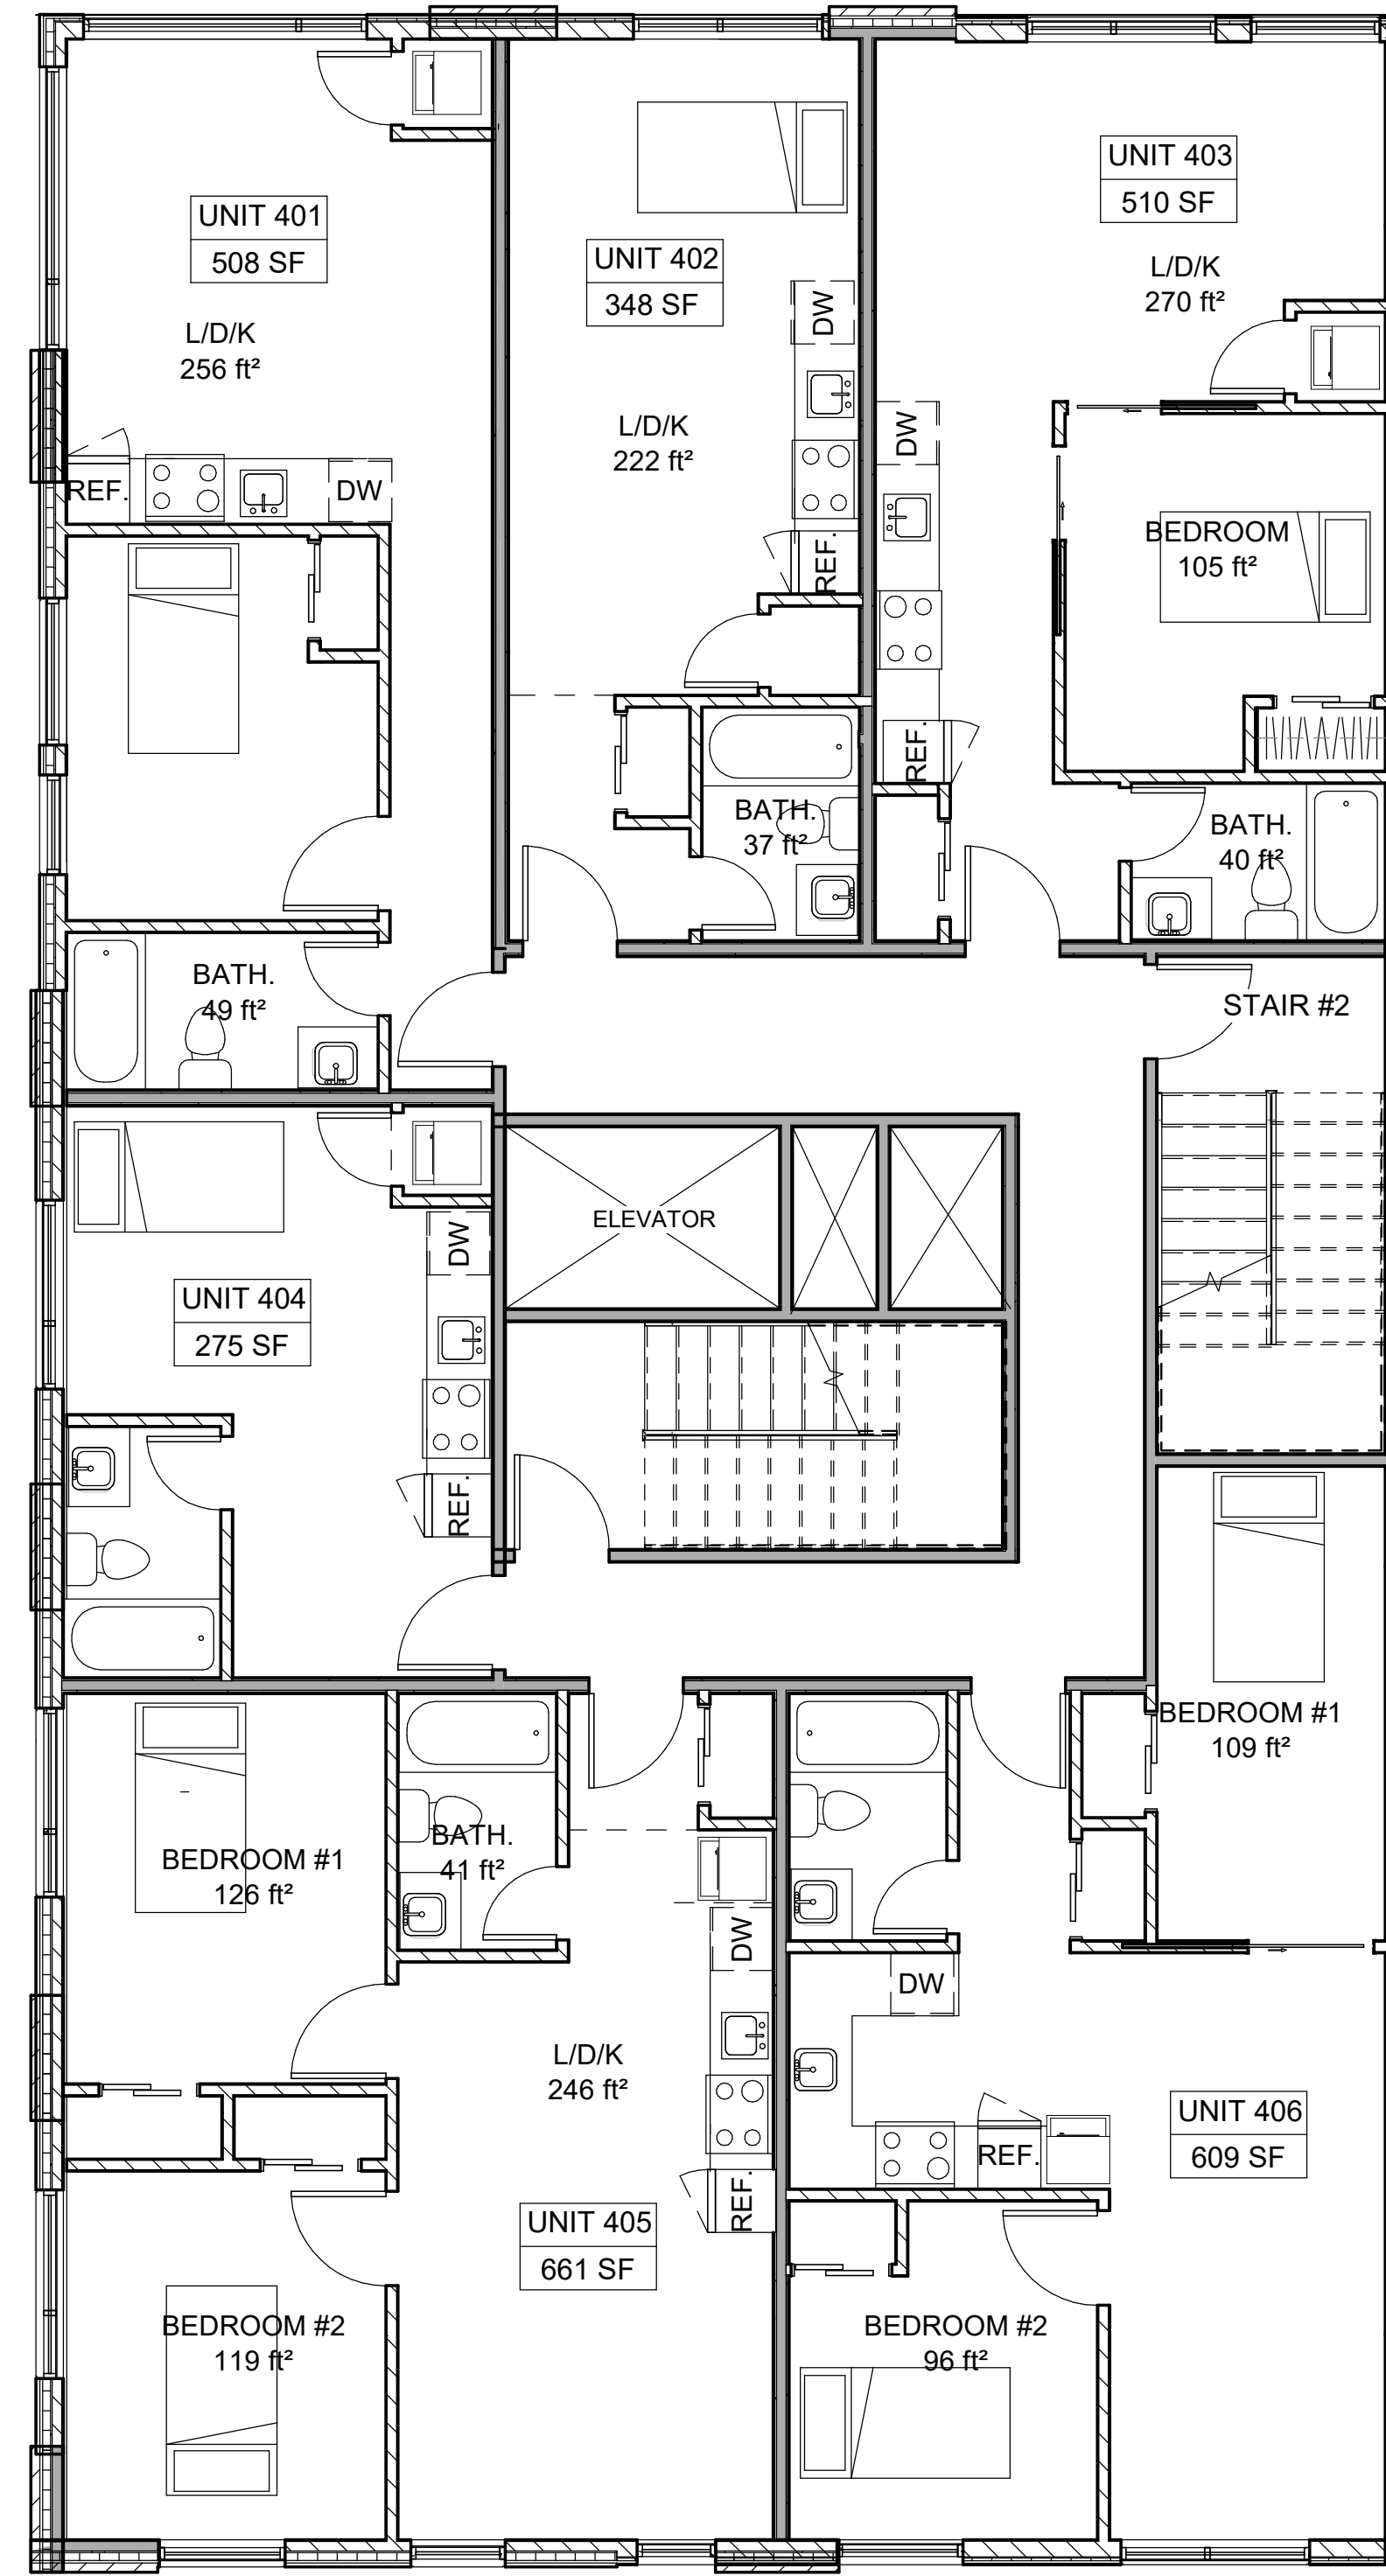 UNIT 401
508 SF
L/D/K
256 ft²
REF.
DW
BATH.
49 ft²
UNIT 402
348 SF
L/D/K
222 ft²
DW
REF.
BATH.
37 ft²
UNIT 403
510 SF
L/D/K
270 ft²
DW
REF.
BEDROOM
105 ft²
BATH.
40 ft²
STAIR #2
ELEVATOR
UNIT 404
275 SF
DW
REF.
BEDROOM #1
126 ft²
BATH.
41 ft²
DW
L/D/K
246 ft²
REF.
UNIT 405
661 SF
BEDROOM #2
119 ft²
BEDROOM #1
109 ft²
DW
REF.
UNIT 406
609 SF
BEDROOM #2
96 ft²